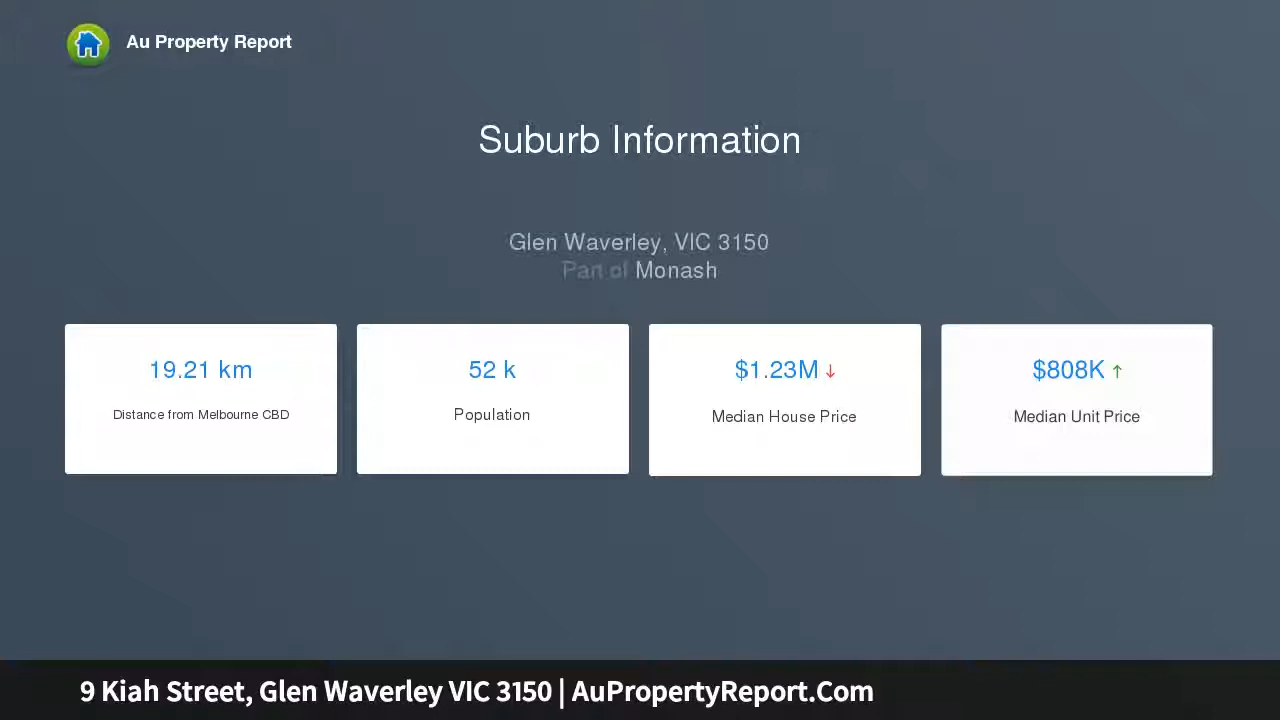 Au Property Report
Suburb Information
Glen Waverley, VIC 3150
Part of Monash
19.21 km
Distance from Melbourne CBD
52 k
Population
$1.23M ↓
Median House Price
$808K ↑
Median Unit Price
9 Kiah Street, Glen Waverley VIC 3150 | AuPropertyReport.Com